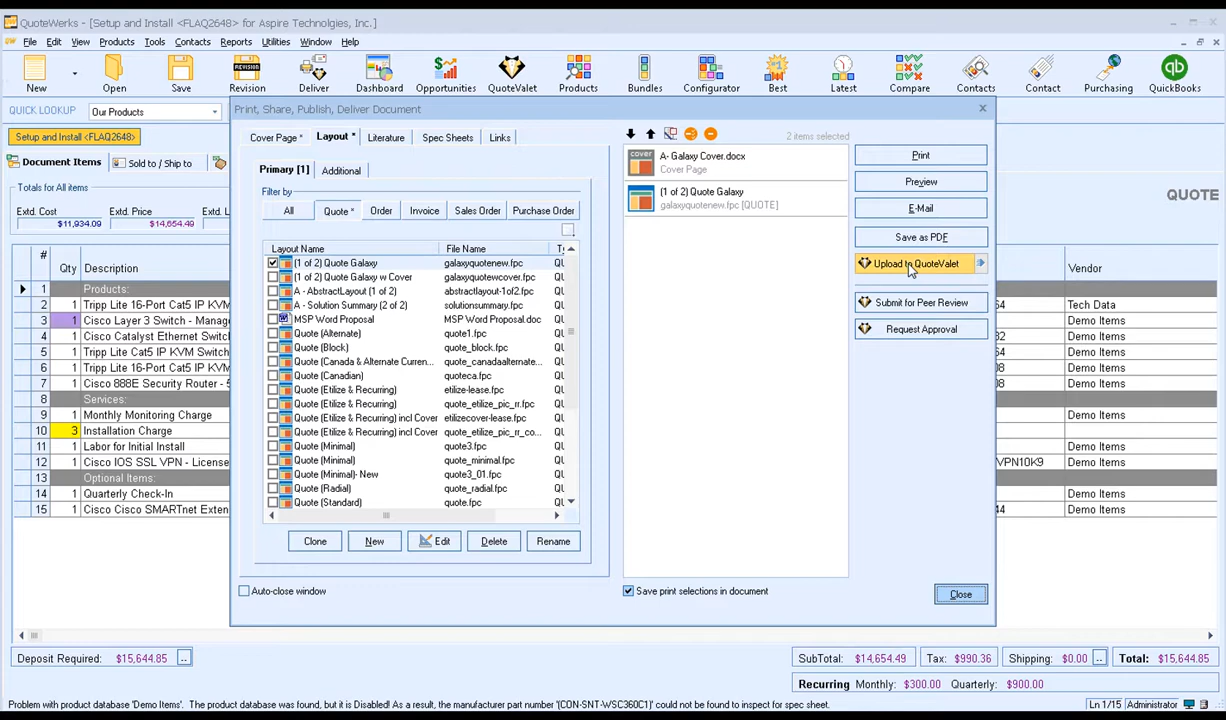 QuoteWerks - [Setup and Install <FLAQ2648> for Aspire Technolgies, Inc.]
File Edit View Products Tools Contacts Reports Utilities Window Help
New Open Save Revision Deliver Dashboard Opportunities QuoteValet Products Bundles Configurator Best Latest Compare Contacts Contact Purchasing QuickBooks
REVISION
#1
qb
QUICK LOOKUP Our Products
Setup and Install <FLAQ2648>
Document Items Sold to / Ship to
QUOTE
Totals for All items
Extd. Cost Extd. Price Extd. L
$11,934.09 $14,654.49
# Qty Description Vendor
1 Products:
2 1 Tripp Lite 16-Port Cat5 IP KVM 64 Tech Data
3 1 Cisco Layer 3 Switch - Manage Demo Items
4 1 Cisco Catalyst Ethernet Switch 32 Demo Items
5 1 Tripp Lite Cat5 IP KVM Switch 64 Demo Items
6 1 Tripp Lite 16-Port Cat5 IP KVM 08 Demo Items
7 1 Cisco 888E Security Router - 5 Demo Items
8 Services:
9 1 Monthly Monitoring Charge Demo Items
10 3 Installation Charge
11 1 Labor for Initial Install Demo Items
12 1 Cisco IOS SSL VPN - License VPN10K9 Demo Items
13 Optional Items:
14 1 Quarterly Check-In Demo Items
15 1 Cisco Cisco SMARTnet Exten 44 Demo Items
Print, Share, Publish, Deliver Document
Cover Page * Layout * Literature Spec Sheets Links
Primary [1] Additional
Filter by
All Quote * Order Invoice Sales Order Purchase Order
Layout Name File Name
(1 of 2) Quote Galaxy galaxyquotenew.fpc QU
(1 of 2) Quote Galaxy w Cover galaxyquotewcover.fpc QU
A - AbstractLayout (1 of 2) abstractlayout-1of2.fpc QU
A - Solution Summary (2 of 2) solutionsummary.fpc QU
MSP Word Proposal MSP Word Proposal.doc QU
Quote (Alternate) quote1.fpc QU
Quote (Block) quote_block.fpc QU
Quote (Canada & Alternate Curren... quote_canadaalternate... QU
Quote (Canadian) quoteca.fpc QU
Quote (Etilize & Recurring) etilize-lease.fpc QU
Quote (Etilize & Recurring) quote_etilize_pic_rr.fpc QU
Quote (Etilize & Recurring) incl Cover etilizecover-lease.fpc QU
Quote (Etilize & Recurring) incl Cover quote_etilize_pic_rr_co... QU
Quote (Minimal) quote3.fpc QU
Quote (Minimal) quote_minimal.fpc QU
Quote (Minimal)- New quote3_01.fpc QU
Quote (Radial) quote_radial.fpc QU
Quote (Standard) quote.fpc QU
Clone New Edit Delete Rename
Auto-close window
2 items selected
cover
A- Galaxy Cover.docx
Cover Page
(1 of 2) Quote Galaxy
galaxyquotenew.fpc [QUOTE]
Save print selections in document
Print
Preview
E-Mail
Save as PDF
Upload to QuoteValet
Submit for Peer Review
Request Approval
Close
Deposit Required: $15,644.85 ..
SubTotal: $14,654.49 Tax: $990.36 Shipping: $0.00 .. Total: $15,644.85
Recurring Monthly: $300.00 Quarterly: $900.00
Problem with product database 'Demo Items'. The product database was found, but it is Disabled! As a result, the manufacturer part number '(CON-SNT-WSC360C1) could not be found to inspect for spec sheet. Ln 1/15 Administrator